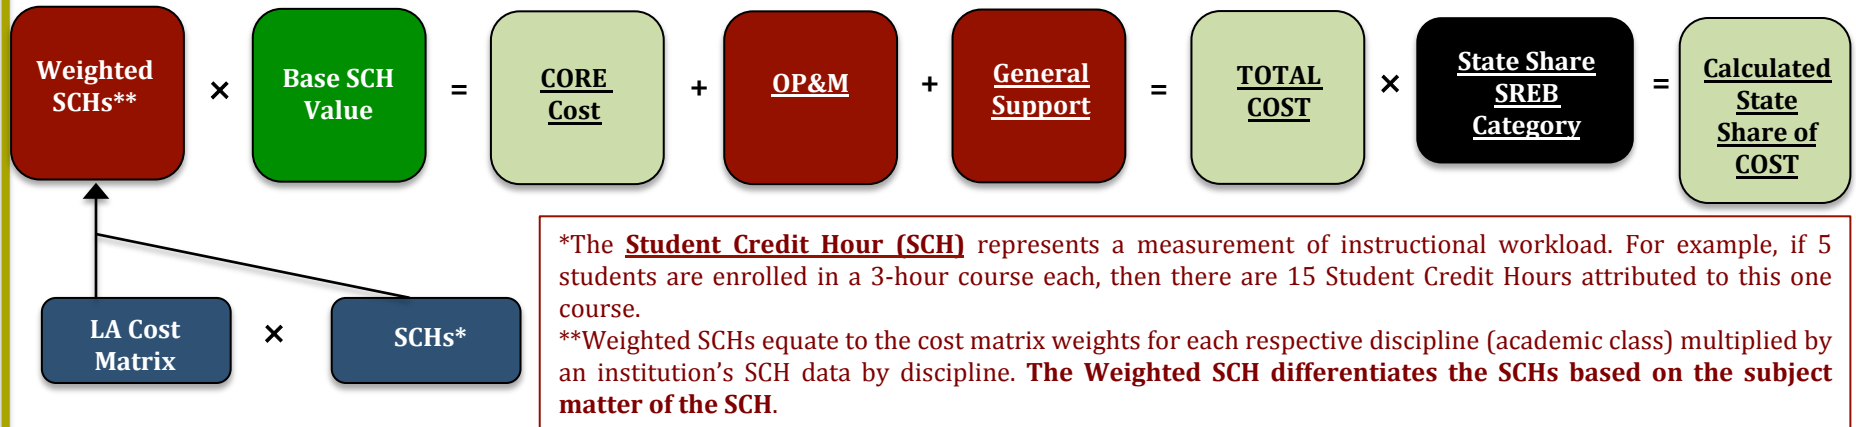 Weighted
SCHs**
×
Base SCH
Value
=
CORE
Cost
+
OP&M
+
General
Support
=
TOTAL
COST
×
State Share
SREB
Category
=
Calculated
State
Share of
COST
LA Cost
Matrix
×
SCHs*
*The Student Credit Hour (SCH) represents a measurement of instructional workload. For example, if 5
students are enrolled in a 3-hour course each, then there are 15 Student Credit Hours attributed to this one
course.
**Weighted SCHs equate to the cost matrix weights for each respective discipline (academic class) multiplied by
an institution’s SCH data by discipline. The Weighted SCH differentiates the SCHs based on the subject
matter of the SCH.